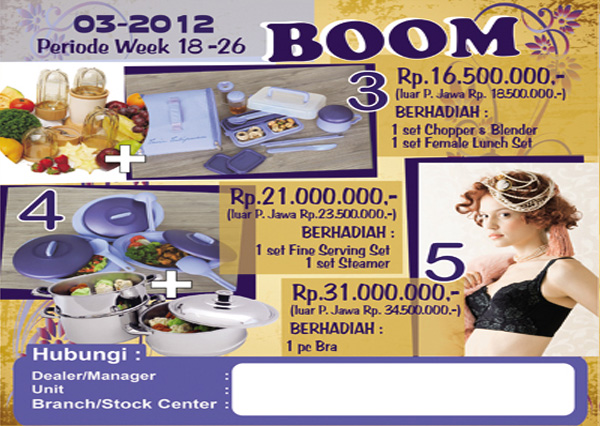 03-2012
Periode Week 18 -26
BOOM
3
Rp.16.500.000,-
(luar P. Jawa Rp. 18.500.000.-)
BERHADIAH :
1 set Chopper & Blender
1 set Female Lunch Set
4
Rp.21.000.000,-
(luar P. Jawa Rp.23.500.000.-)
BERHADIAH :
1 set Fine Serving Set
1 set Steamer
5
Rp.31.000.000,-
(luar P. Jawa Rp. 34.500.000.-)
BERHADIAH :
1 pc Bra
Hubungi :
Dealer/Manager :
Unit :
Branch/Stock Center :